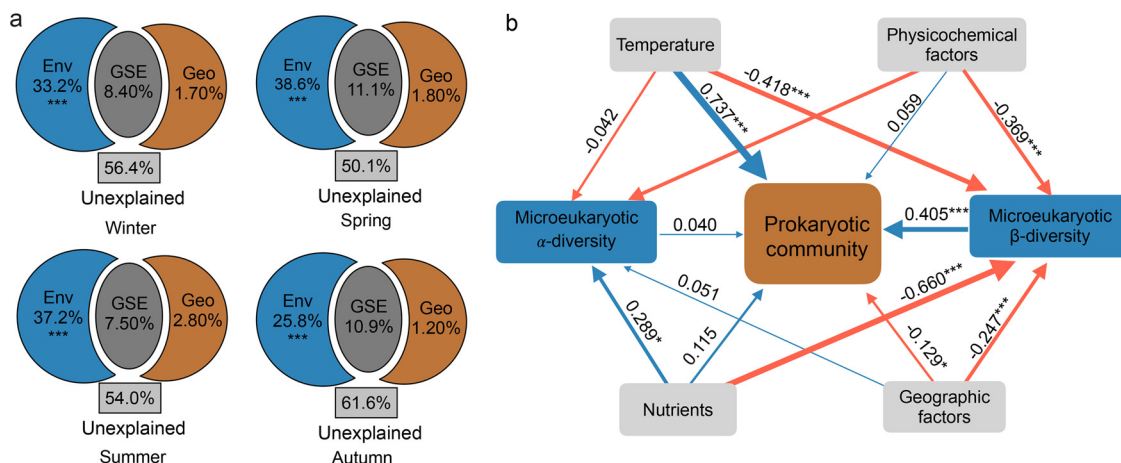 a
Env
33.2%
***
GSE
8.40%
Geo
1.70%
56.4%
Unexplained
Winter
Env
38.6%
***
GSE
11.1%
Geo
1.80%
50.1%
Unexplained
Spring
Env
37.2%
***
GSE
7.50%
Geo
2.80%
54.0%
Unexplained
Summer
Env
25.8%
***
GSE
10.9%
Geo
1.20%
61.6%
Unexplained
Autumn
b
Temperature
Physicochemical
factors
-0.042
0.737***
-0.418***
0.059
-0.369***
Microeukaryotic
α-diversity
0.040
Prokaryotic
community
0.405***
Microeukaryotic
β-diversity
0.051
-0.660***
0.289*
0.115
-0.129*
-0.247***
Nutrients
Geographic
factors